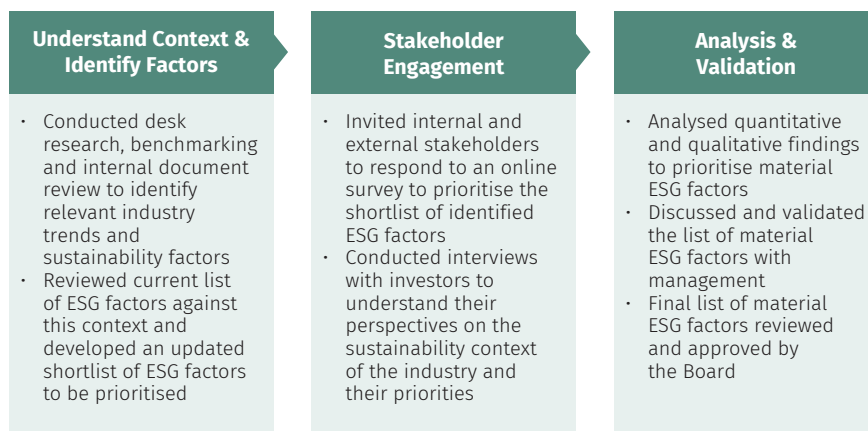 Understand Context &
Identify Factors
• Conducted desk
research, benchmarking
and internal document
review to identify
relevant industry
trends and
sustainability factors
• Reviewed current list
of ESG factors against
this context and
developed an updated
shortlist of ESG factors
to be prioritised
Stakeholder
Engagement
• Invited internal and
external stakeholders
to respond to an online
survey to prioritise the
shortlist of identified
ESG factors
• Conducted interviews
with investors to
understand their
perspectives on the
sustainability context
of the industry and
their priorities
Analysis &
Validation
• Analysed quantitative
and qualitative findings
to prioritise material
ESG factors
• Discussed and validated
the list of material
ESG factors with
management
• Final list of material
ESG factors reviewed
and approved by
the Board